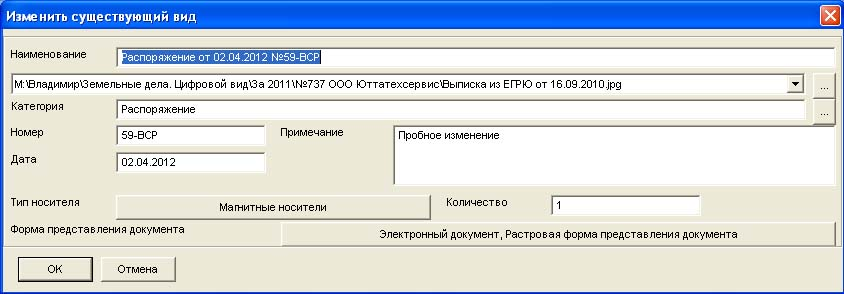 Изменить существующий вид
Наименование Распоряжение от 02.04.2012 №59-ВСР
M:\Владимир\Земельные дела. Цифровой вид\За 2011\№737 ООО Юттатехсервис\Выписка из ЕГРЮ от 16.09.2010.jpg ...
Категория Распоряжение ...
Номер 59-ВСР Примечание Пробное изменение
Дата 02.04.2012
Тип носителя Магнитные носители Количество 1
Форма представления документа Электронный документ, Растровая форма представления документа
OK Отмена